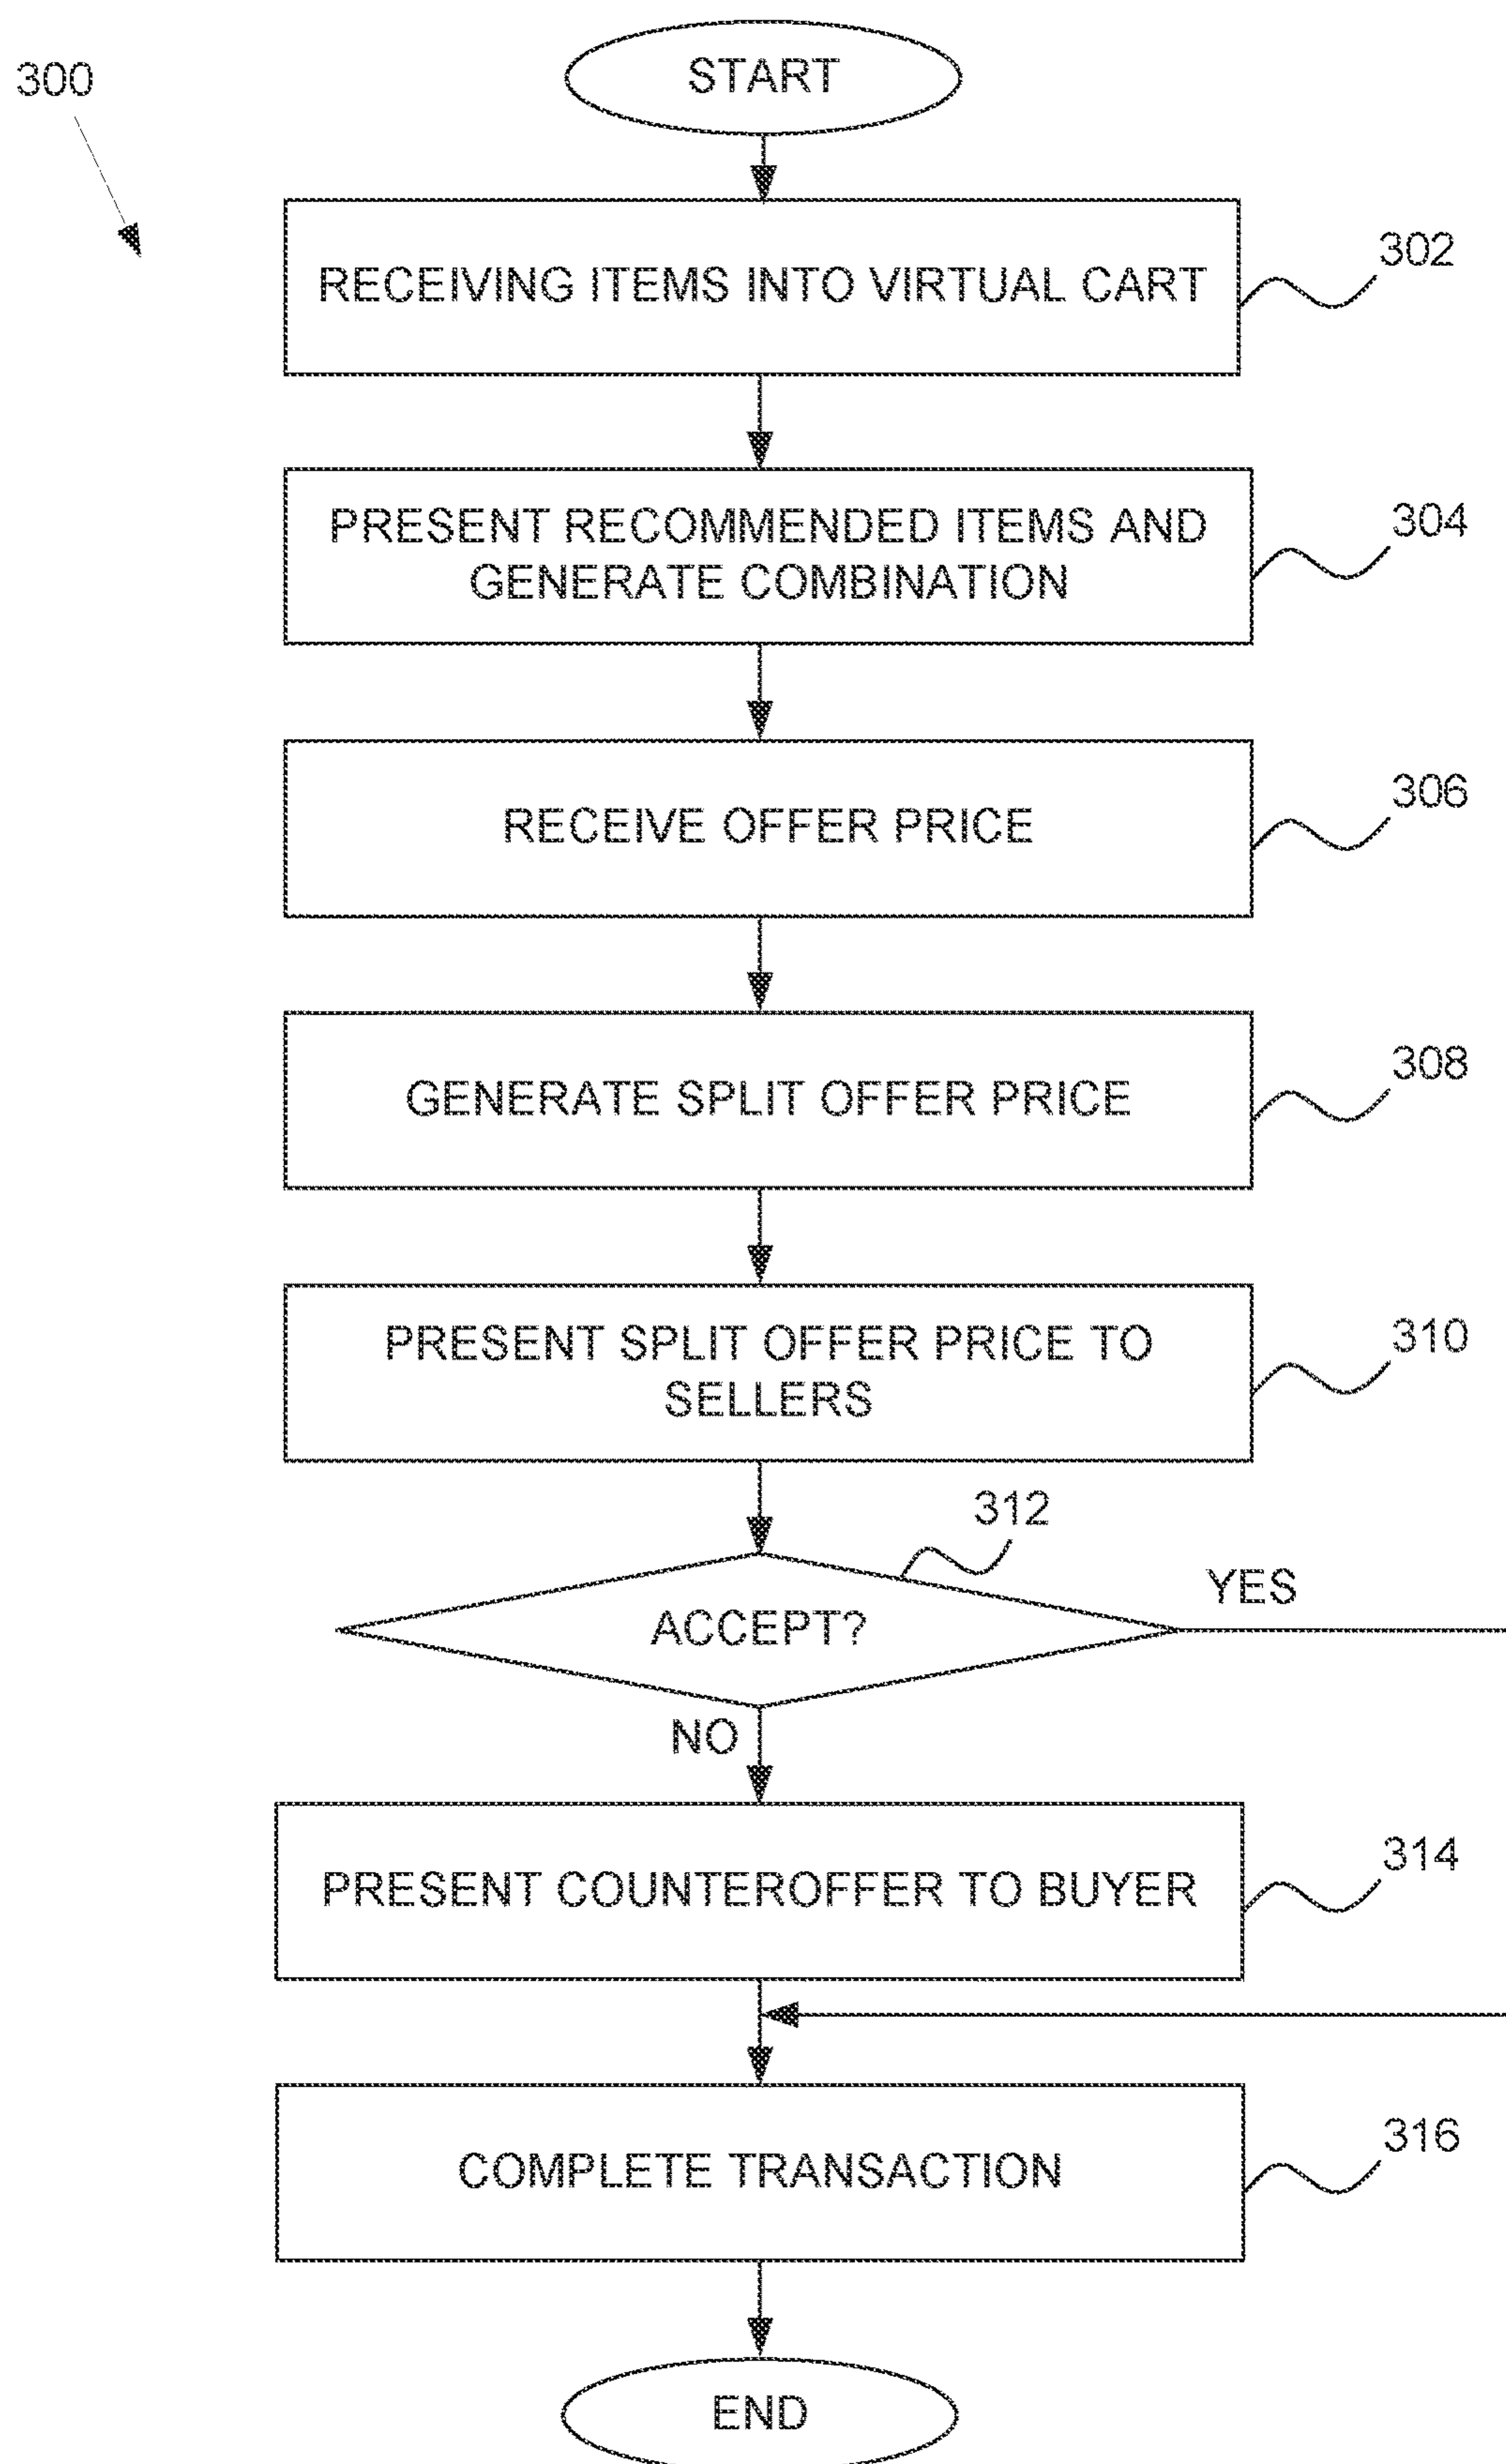 300
START
RECEIVING ITEMS INTO VIRTUAL CART
302
PRESENT RECOMMENDED ITEMS AND
GENERATE COMBINATION
304
RECEIVE OFFER PRICE
306
GENERATE SPLIT OFFER PRICE
308
PRESENT SPLIT OFFER PRICE TO
SELLERS
310
312
ACCEPT?
YES
NO
PRESENT COUNTEROFFER TO BUYER
314
COMPLETE TRANSACTION
316
END